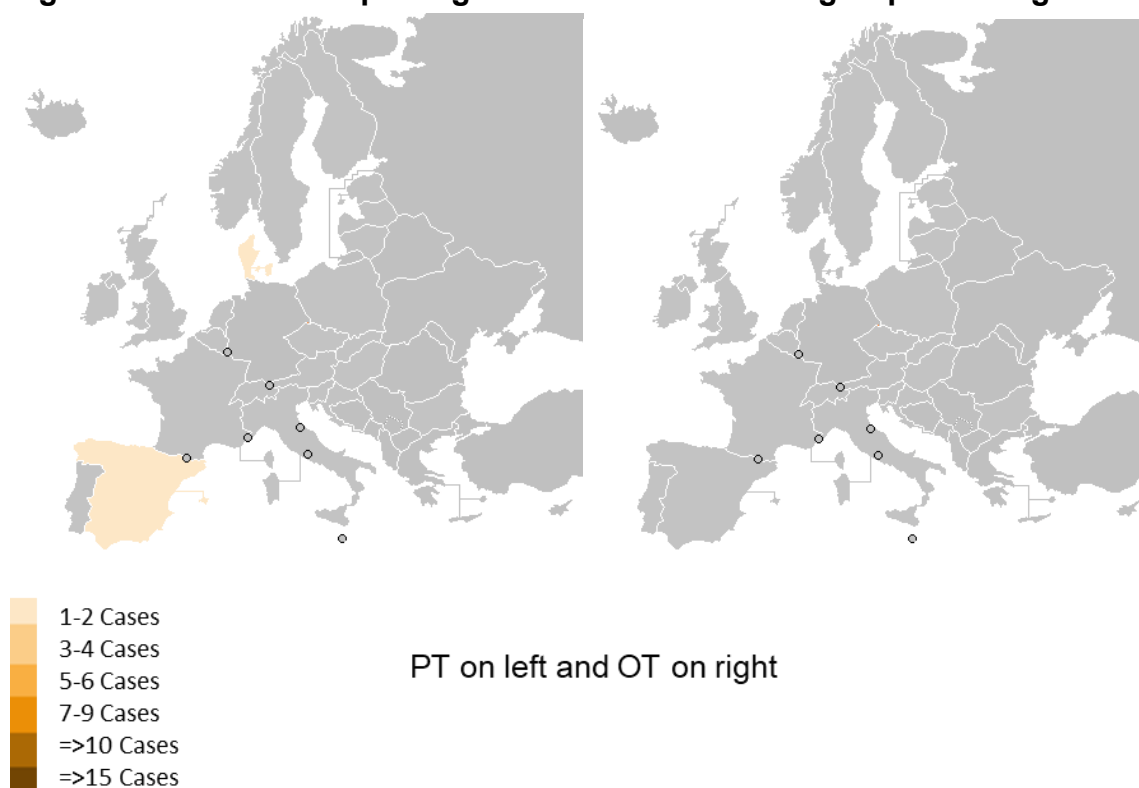 1-2 Cases
3-4 Cases
5-6 Cases
7-9 Cases
=>10 Cases
=>15 Cases
PT on left and OT on right